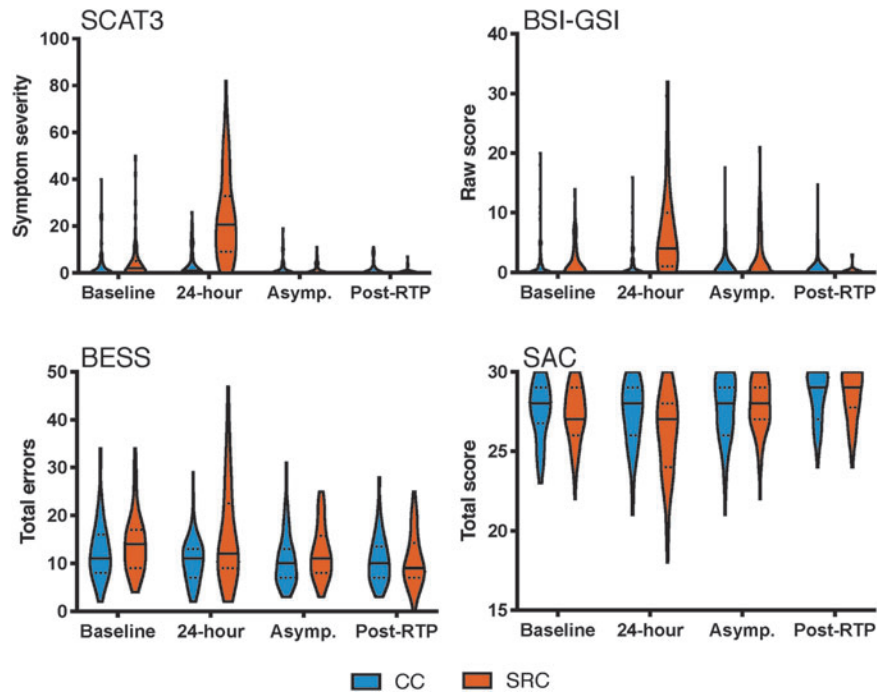 SCAT3
Symptom severity
100
80
60
40
20
0
Baseline 24-hour Asymp. Post-RTP
BSI-GSI
Raw score
40
30
20
10
0
Baseline 24-hour Asymp. Post-RTP
BESS
Total errors
50
40
30
20
10
0
Baseline 24-hour Asymp. Post-RTP
SAC
Total score
30
25
20
15
Baseline 24-hour Asymp. Post-RTP
CC SRC